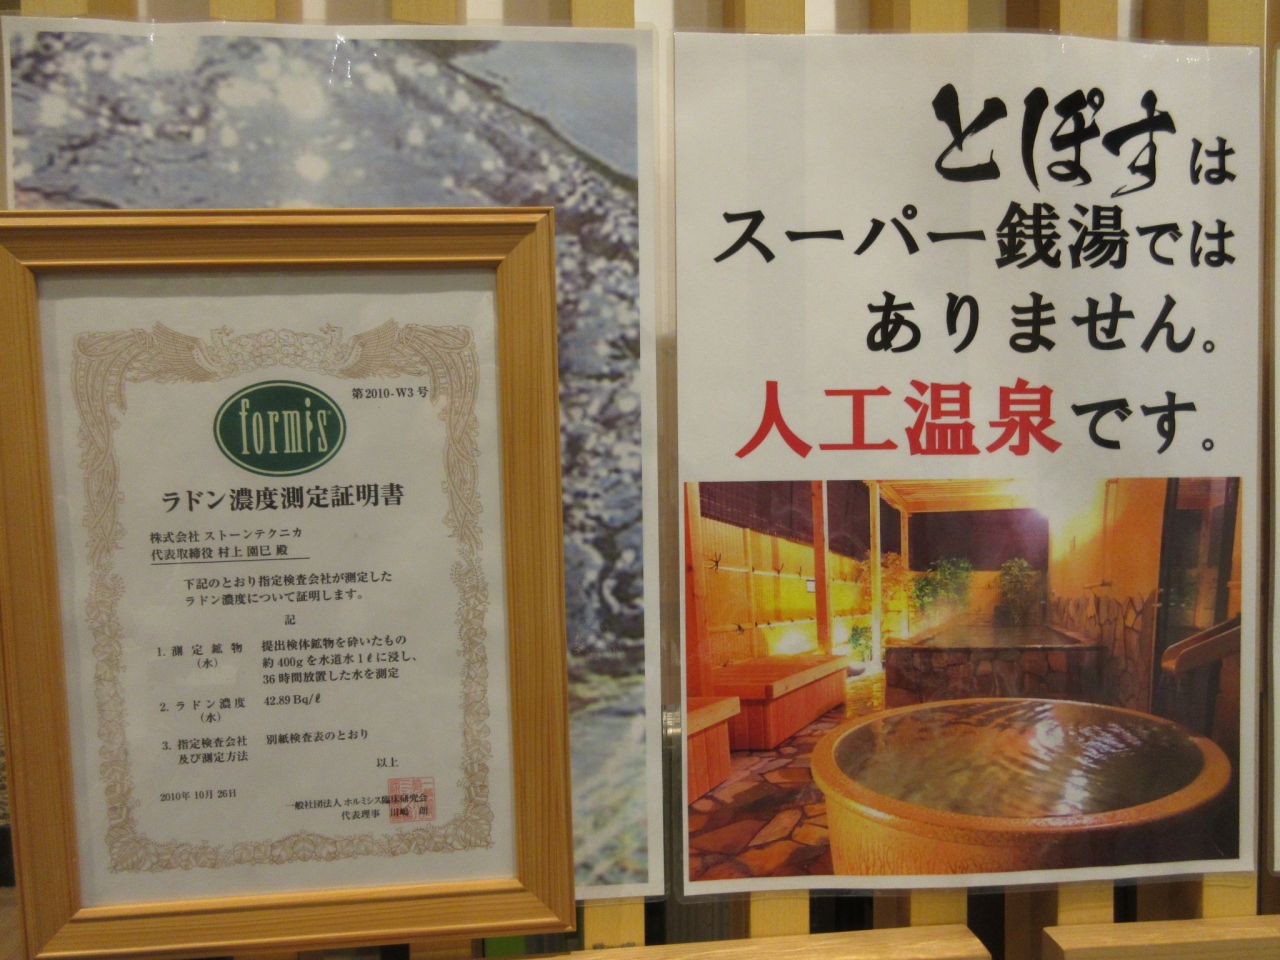 第2010-W3号
formis
ラドン濃度測定証明書
株式会社 ストーンテクニカ
代表取締役 村上 園巳 殿
下記のとおり指定検査会社が測定した
ラドン濃度について証明します。
記
1. 測定鉱物 提出検体鉱物を砕いたもの
(水) 約400gを水道水1ℓに浸し、
36時間放置した水を測定
2. ラドン濃度 42.89 Bq/ℓ
(水)
3. 指定検査会社 別紙検査表のとおり
及び測定方法
以上
2010年10月26日
一般社団法人 ホルミシス臨床研究会
代表理事 川嶋 朗
とぽすは
スーパー銭湯では
ありません。
人工温泉です。